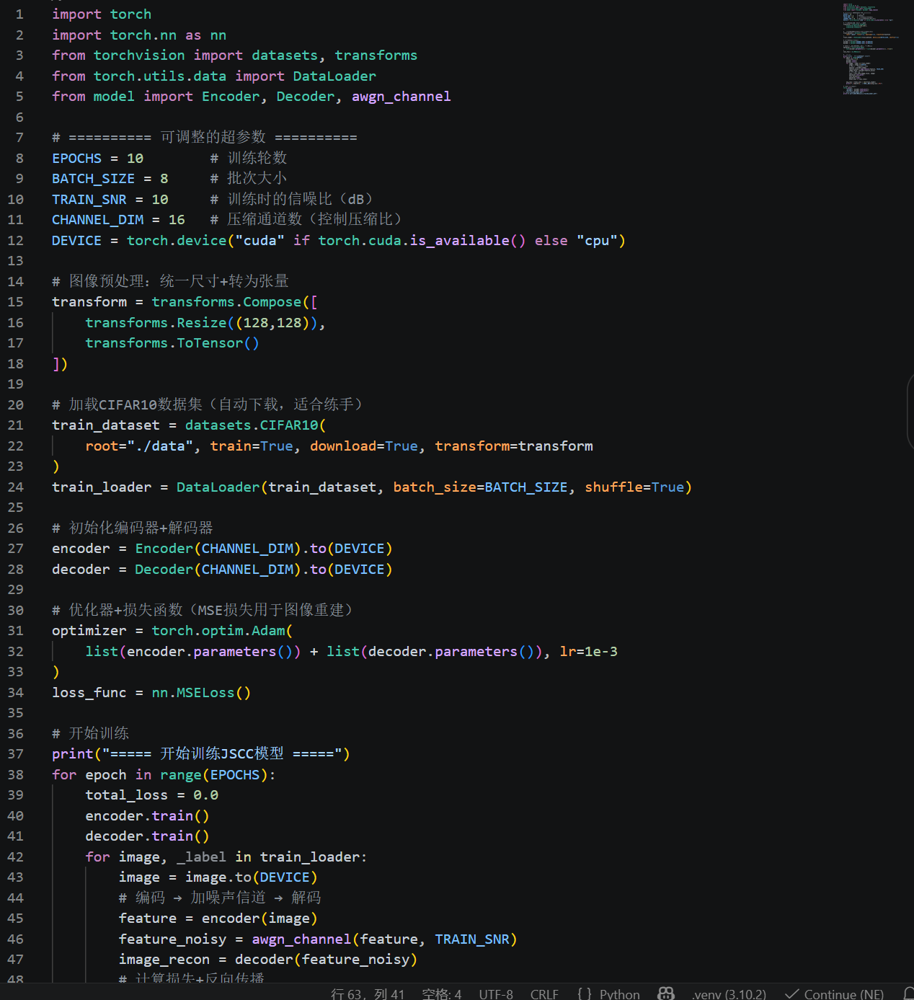 1 import torch
2 import torch.nn as nn
3 from torchvision import datasets, transforms
4 from torch.utils.data import DataLoader
5 from model import Encoder, Decoder, awgn_channel
6
7 # ========== 可调整的超参数 ==========
8 EPOCHS = 10        # 训练轮数
9 BATCH_SIZE = 8     # 批次大小
10 TRAIN_SNR = 10     # 训练时的信噪比（dB）
11 CHANNEL_DIM = 16   # 压缩通道数（控制压缩比）
12 DEVICE = torch.device("cuda" if torch.cuda.is_available() else "cpu")
13
14 # 图像预处理：统一尺寸+转为张量
15 transform = transforms.Compose([
16     transforms.Resize((128,128)),
17     transforms.ToTensor()
18 ])
19
20 # 加载CIFAR10数据集（自动下载，适合练手）
21 train_dataset = datasets.CIFAR10(
22     root="./data", train=True, download=True, transform=transform
23 )
24 train_loader = DataLoader(train_dataset, batch_size=BATCH_SIZE, shuffle=True)
25
26 # 初始化编码器+解码器
27 encoder = Encoder(CHANNEL_DIM).to(DEVICE)
28 decoder = Decoder(CHANNEL_DIM).to(DEVICE)
29
30 # 优化器+损失函数（MSE损失用于图像重建）
31 optimizer = torch.optim.Adam(
32     list(encoder.parameters()) + list(decoder.parameters()), lr=1e-3
33 )
34 loss_func = nn.MSELoss()
35
36 # 开始训练
37 print("===== 开始训练JSCC模型 =====")
38 for epoch in range(EPOCHS):
39     total_loss = 0.0
40     encoder.train()
41     decoder.train()
42     for image, _label in train_loader:
43         image = image.to(DEVICE)
44         # 编码 → 加噪声信道 → 解码
45         feature = encoder(image)
46         feature_noisy = awgn_channel(feature, TRAIN_SNR)
47         image_recon = decoder(feature_noisy)
48         # 计算损失+反向传播
行 63，列 41 空格: 4 UTF-8 CRLF { } Python .venv (3.10.2) Continue (NE)